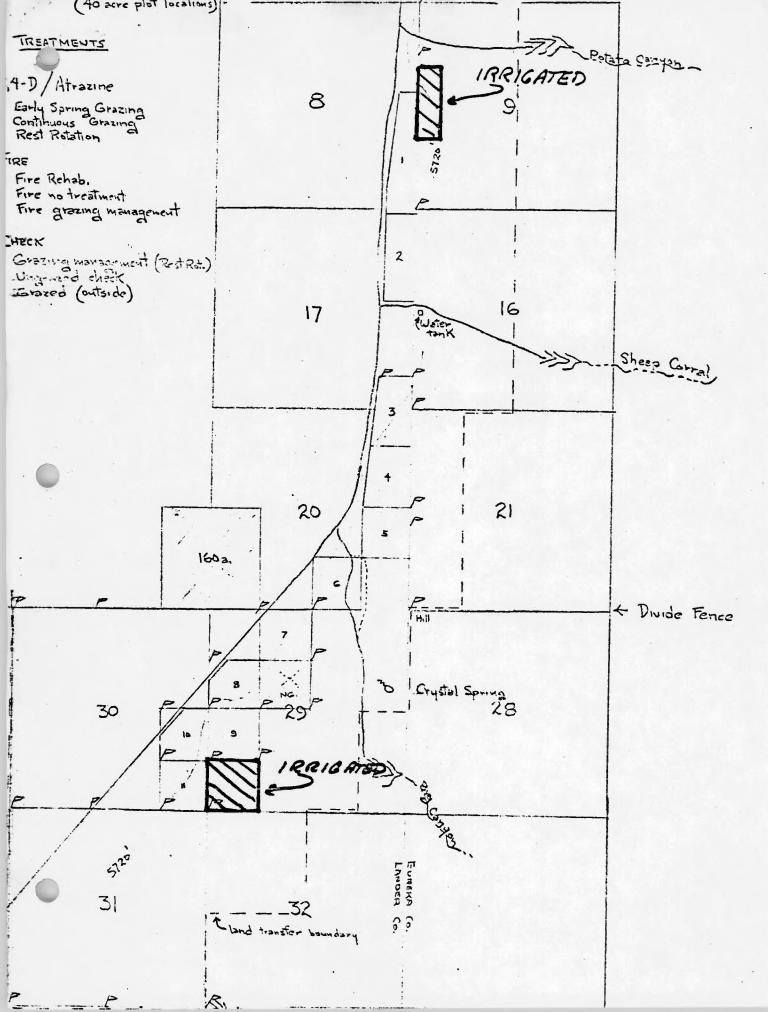 (40 acre plot locations)
TREATMENTS
,4-D/Atrazine
Early Spring Grazing
Continuous Grazing
Rest Rotation
FIRE
Fire Rehab.
Fire no treatment
Fire grazing management
CHECK
Grazing management (Rest Rot.)
Ungrazed check
Grazed (outside)
Potato Canyon
8
IRRIGATED
9
1
5720'
2
17
16
Water tank
Sheep Corral
3
4
20
21
5
160a.
6
← Divide Fence
Hill
7
8
NG.
Crystal Spring
30
29
28
10
9
11
IRRIGATED
Canyon
5720'
31
EUREKA CO.
LANDER CO.
32
land transfer boundary